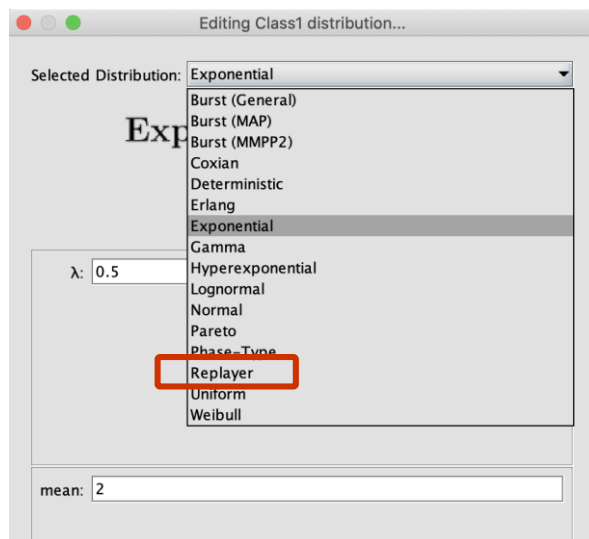 Editing Class1 distribution...
Selected Distribution: Exponential
Burst (General)
Exp
Burst (MAP)
Burst (MMPP2)
Coxian
Deterministic
Erlang
Exponential
Gamma
λ: 0.5
Hyperexponential
Lognormal
Normal
Pareto
Phase-Type
Replayer
Uniform
Weibull
mean: 2